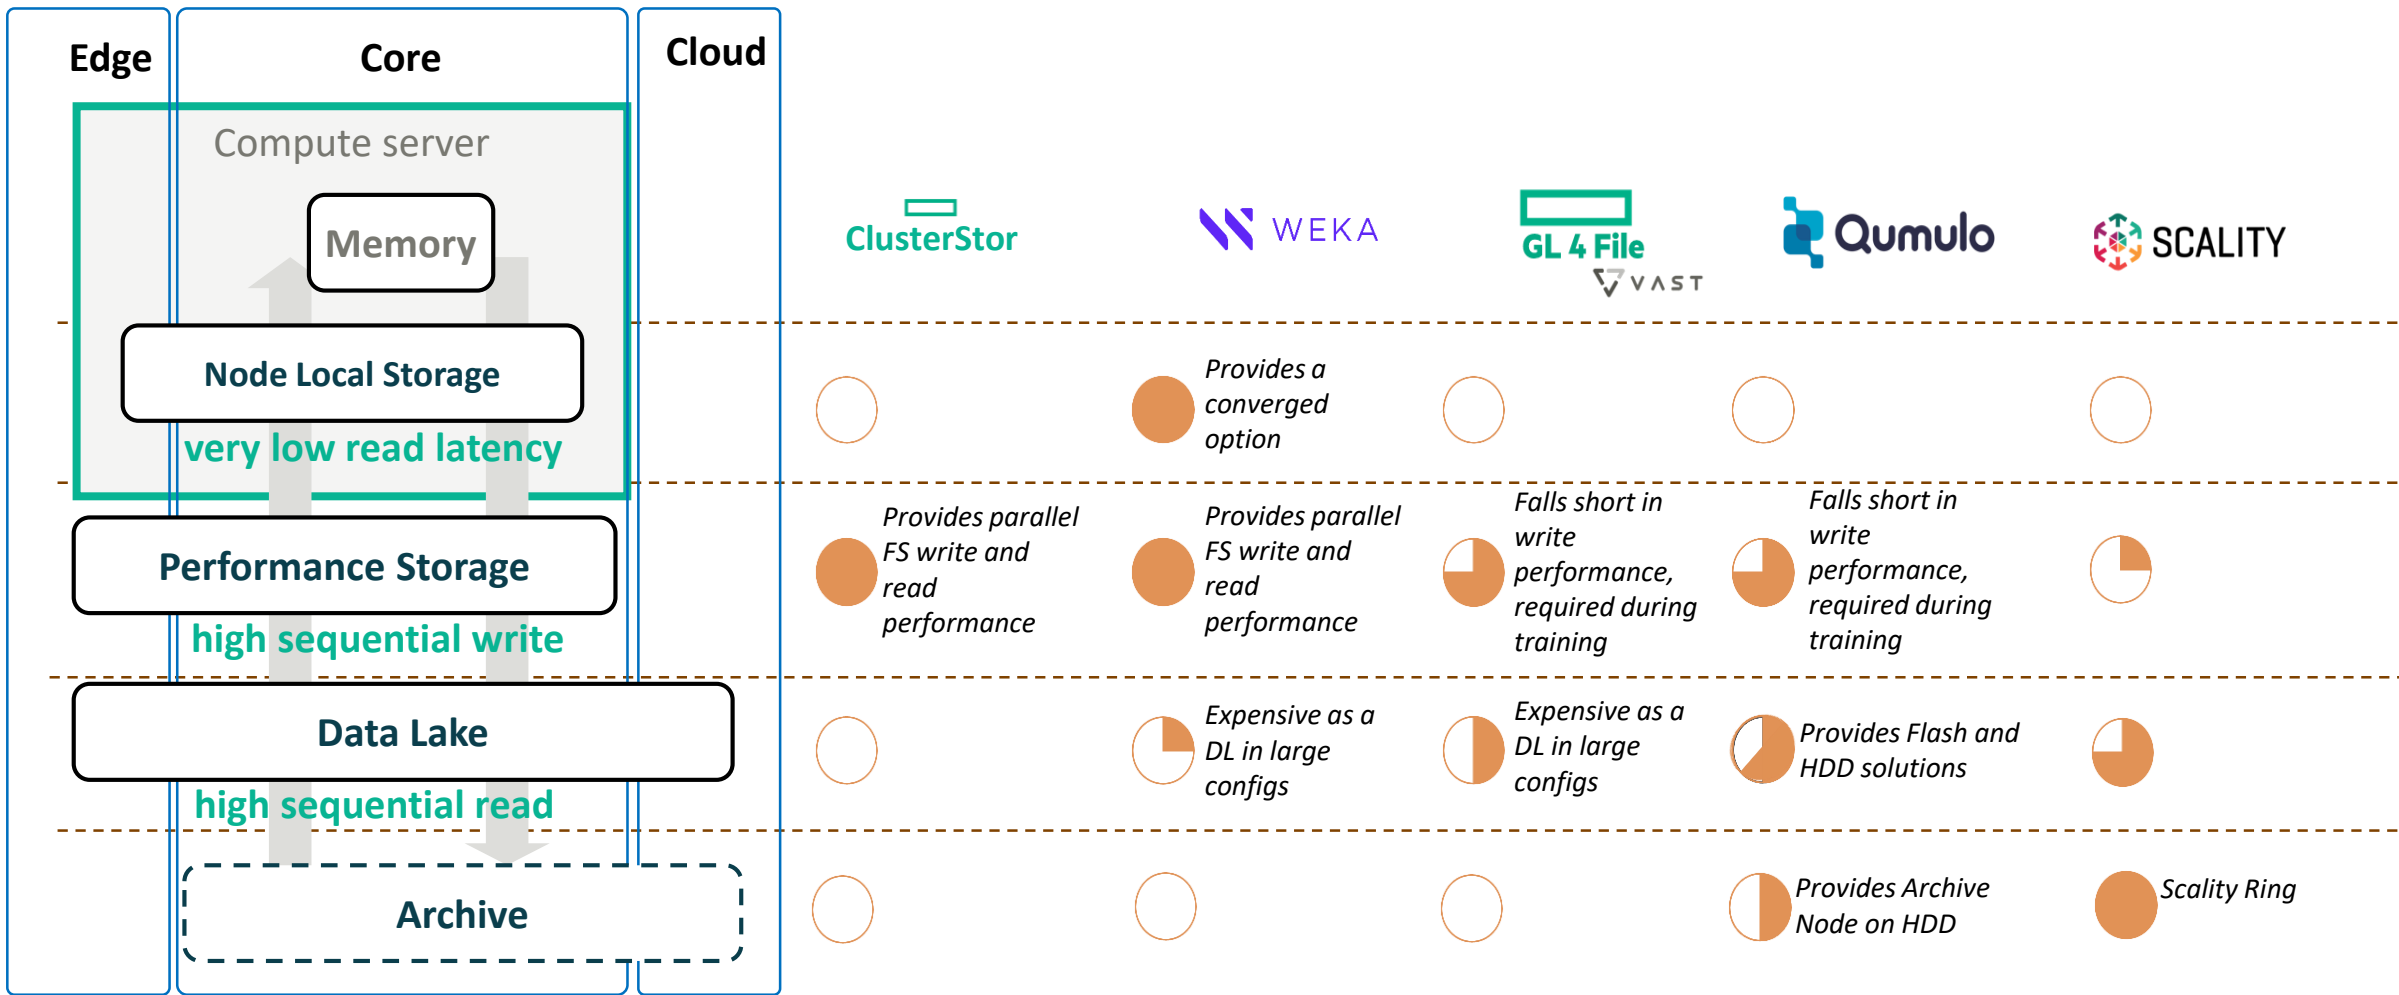 Edge
Core
Cloud
Compute server
Memory
ClusterStor
WEKA
GL 4 File
VAST
Qumulo
SCALITY
Node Local Storage
very low read latency
Provides a
converged
option
Performance Storage
high sequential write
Provides parallel
FS write and
read
performance
Provides parallel
FS write and
read
performance
Falls short in
write
performance,
required during
training
Falls short in
write
performance,
required during
training
Data Lake
high sequential read
Expensive as a
DL in large
configs
Expensive as a
DL in large
configs
Provides Flash and
HDD solutions
Archive
Provides Archive
Node on HDD
Scality Ring